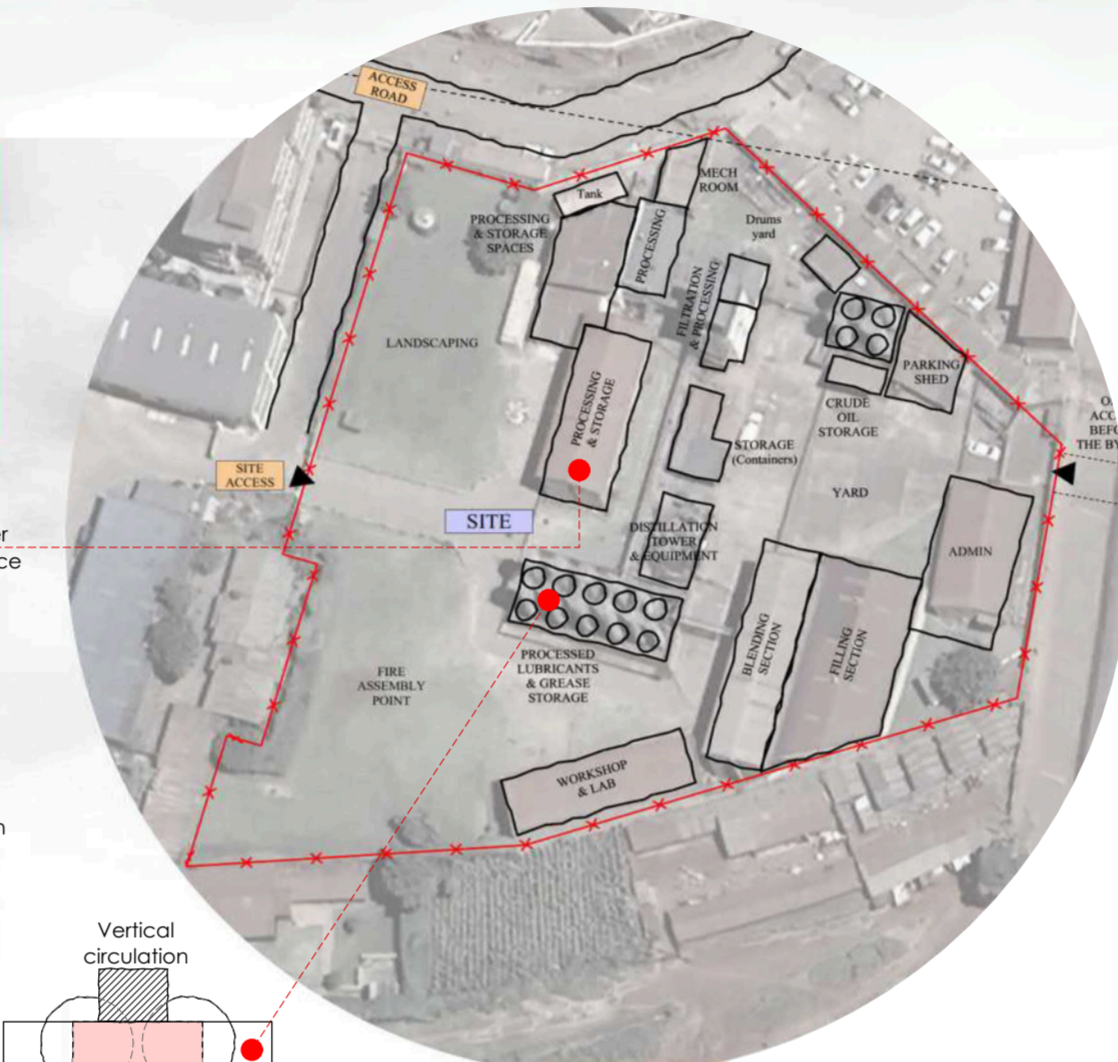 ACCESS
ROAD
MECH
ROOM
Tank
PROCESSING
& STORAGE
SPACES
PROCESSING
Drums
yard
FILTRATION
& PROCESSING
LANDSCAPING
PARKING
SHED
PROCESSING
& STORAGE
CRUDE
OIL
STORAGE
THE
STORAGE
(Containers)
SITE
ACCESS
YARD
SITE
DISTILLATION
TOWER
& EQUIPMENT
ADMIN
PROCESSED
LUBRICANTS
& GREASE
STORAGE
BLENDING
SECTION
FILLING
SECTION
FIRE
ASSEMBLY
POINT
WORKSHOP
& LAB
Vertical
circulation